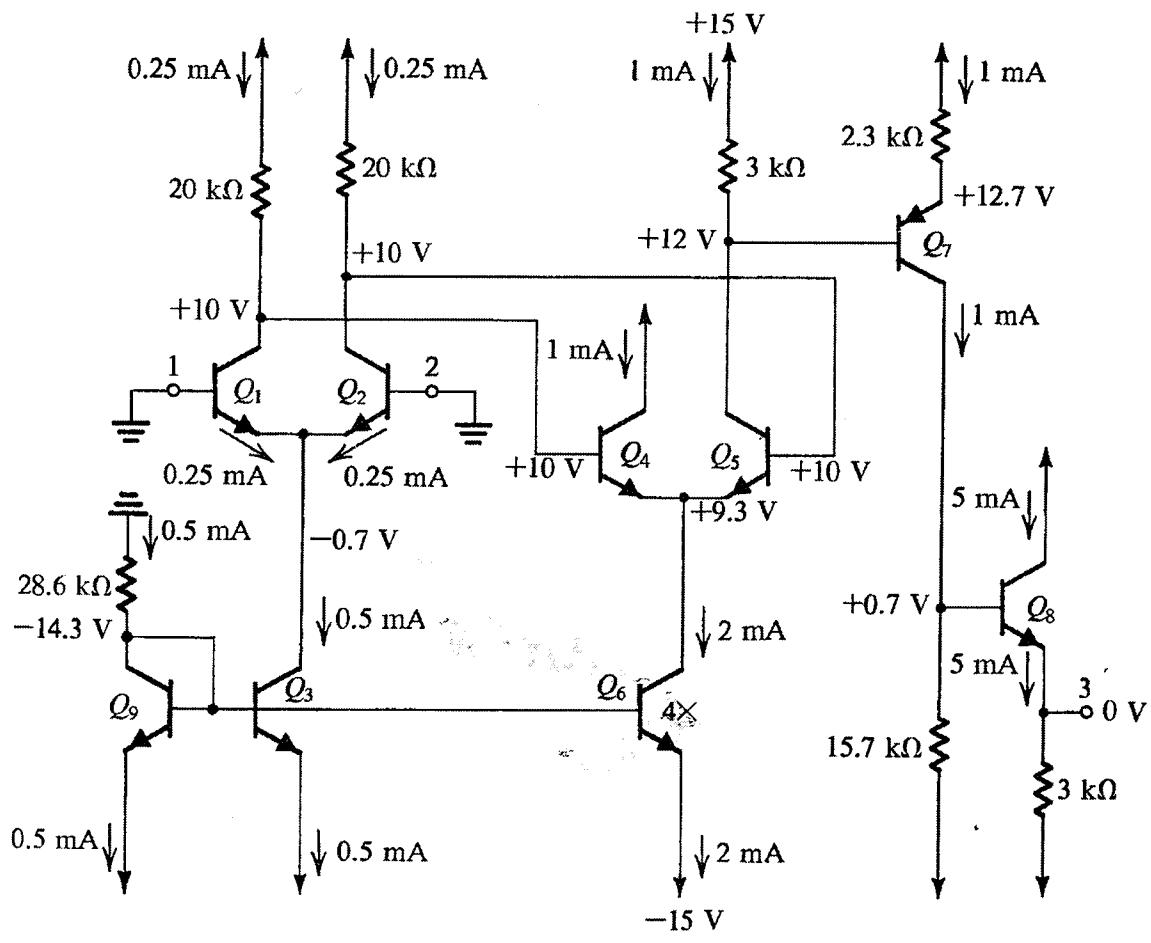 +15 V
0.25 mA
0.25 mA
1 mA
1 mA
20 kΩ
20 kΩ
3 kΩ
2.3 kΩ
+12.7 V
+12 V
Q7
+10 V
+10 V
1 mA
1 mA
1
2
Q1
Q2
Q4
Q5
+10 V
+10 V
0.25 mA
0.25 mA
+9.3 V
5 mA
0.5 mA
−0.7 V
28.6 kΩ
−14.3 V
0.5 mA
2 mA
+0.7 V
Q8
5 mA
Q9
Q3
Q6
4×
3
0 V
15.7 kΩ
3 kΩ
0.5 mA
0.5 mA
2 mA
−15 V